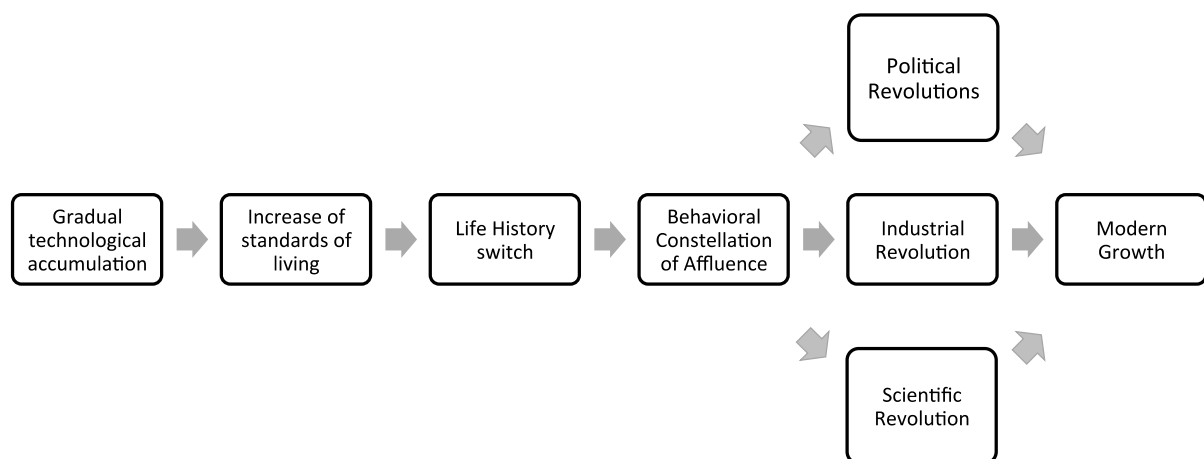 Political
Revolutions
Gradual
technological
accumulation
Increase of
standards of
living
Life History
switch
Behavioral
Constellation
of Affluence
Industrial
Revolution
Modern
Growth
Scientific
Revolution